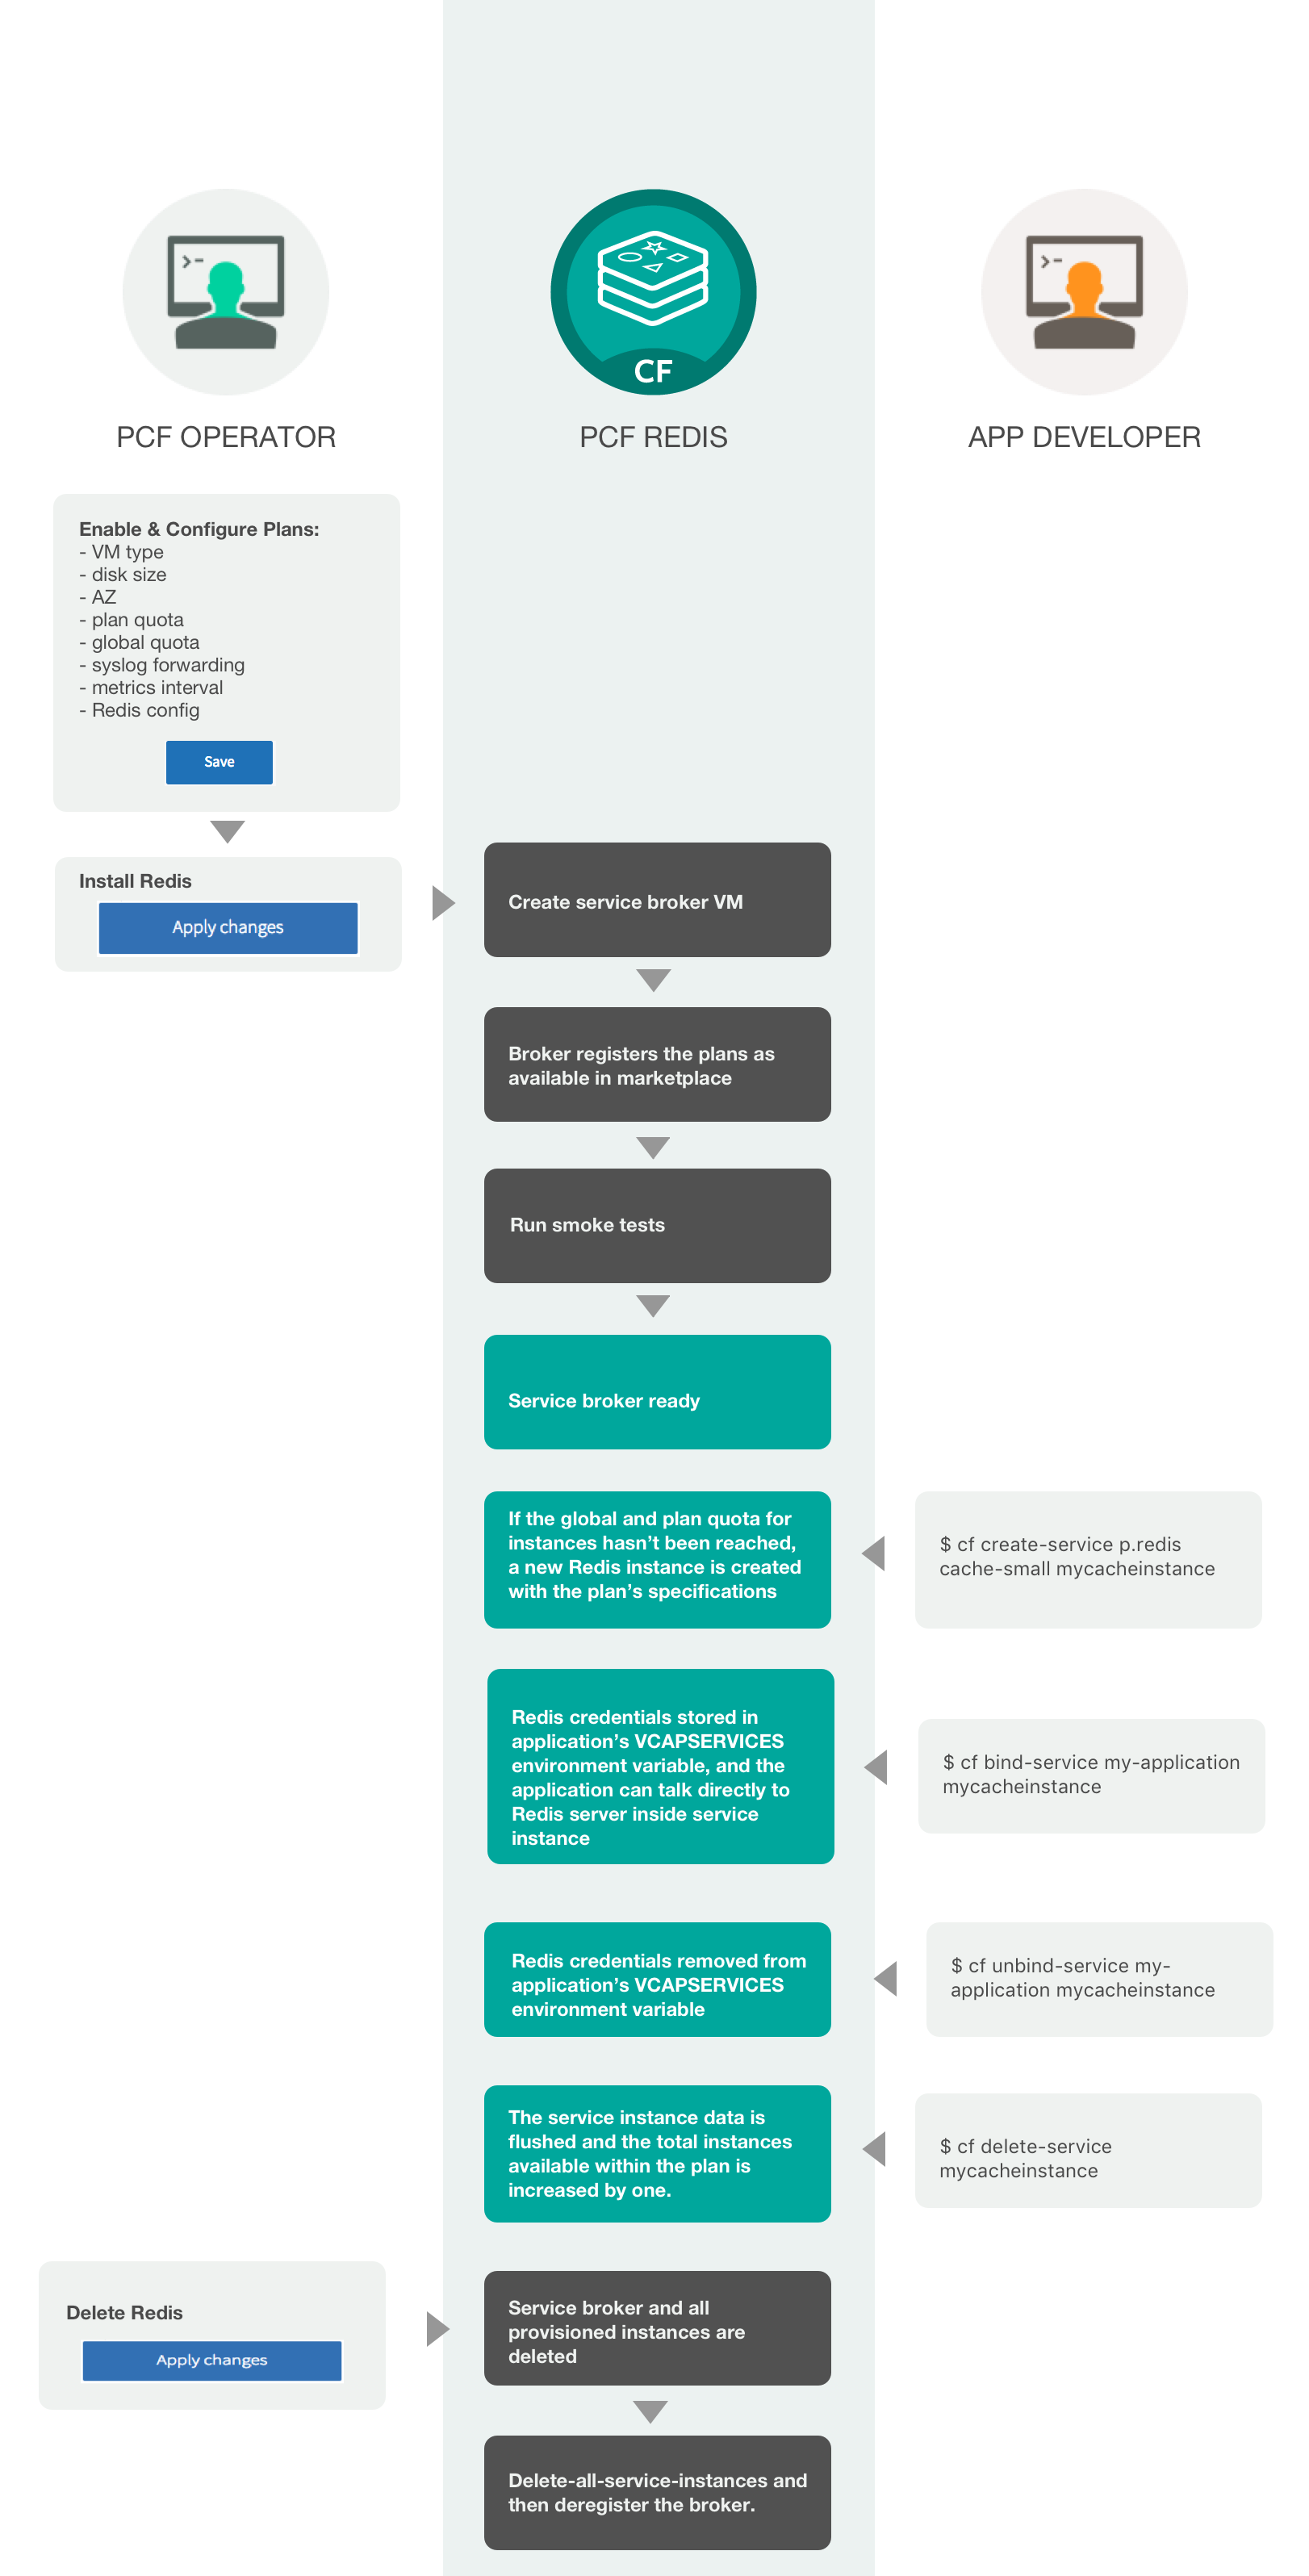 CF
PCF OPERATOR
PCF REDIS
APP DEVELOPER
Enable & Configure Plans:
- VM type
- disk size
- AZ
- plan quota
- global quota
- syslog forwarding
- metrics interval
- Redis config
Save
Install Redis
Apply changes
Create service broker VM
Broker registers the plans as
available in marketplace
Run smoke tests
Service broker ready
If the global and plan quota for
instances hasn't been reached,
a new Redis instance is created
with the plan's specifications
$ cf create-service p.redis
cache-small mycacheinstance
Redis credentials stored in
application's VCAPSERVICES
environment variable, and the
application can talk directly to
Redis server inside service
instance
$ cf bind-service my-application
mycacheinstance
Redis credentials removed from
application's VCAPSERVICES
environment variable
$ cf unbind-service my-
application mycacheinstance
The service instance data is
flushed and the total instances
available within the plan is
increased by one.
$ cf delete-service
mycacheinstance
Delete Redis
Apply changes
Service broker and all
provisioned instances are
deleted
Delete-all-service-instances and
then deregister the broker.